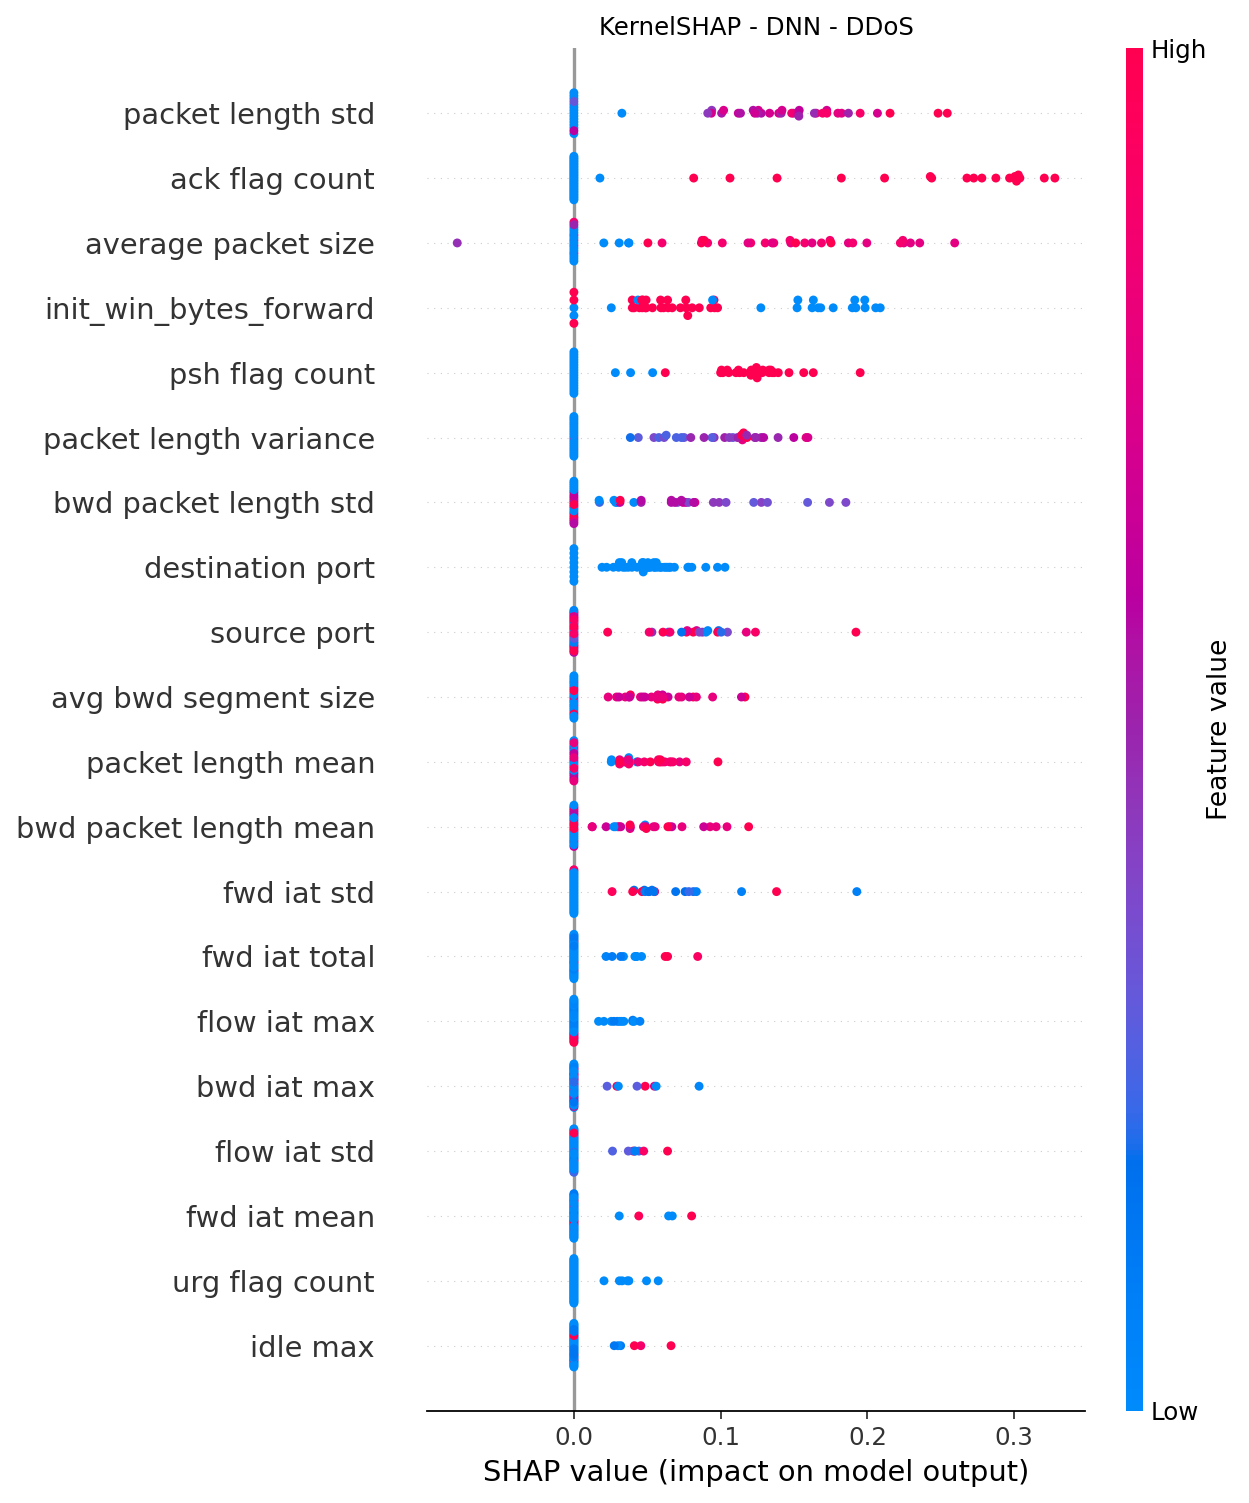 KernelSHAP - DNN - DDoS
High
packet length std
ack flag count
average packet size
init_win_bytes_forward
psh flag count
packet length variance
bwd packet length std
destination port
source port
avg bwd segment size
packet length mean
bwd packet length mean
fwd iat std
fwd iat total
flow iat max
bwd iat max
flow iat std
fwd iat mean
urg flag count
idle max
Feature value
Low
0.0 0.1 0.2 0.3
SHAP value (impact on model output)